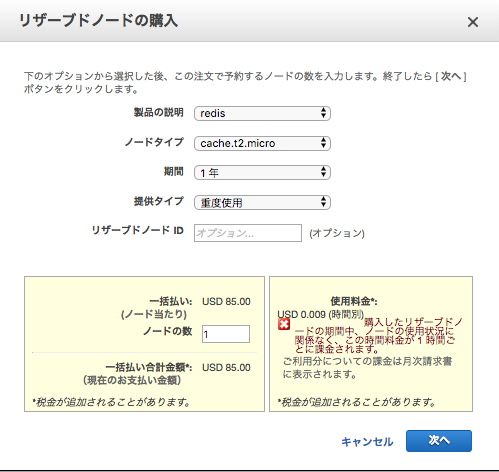 リザーブドノードの購入
下のオプションから選択した後、この注文で予約するノードの数を入力します。終了したら [ 次へ ]
ボタンをクリックします。
製品の説明 redis
ノードタイプ cache.t2.micro
期間 1 年
提供タイプ 重度使用
リザーブドノード ID オプション... (オプション)
一括払い: USD 85.00
(ノード当たり)
ノードの数 1
一括払い合計金額*: USD 85.00
(現在のお支払い金額)
*税金が追加されることがあります。
使用料金*:
USD 0.009 (時間別)
購入したリザーブドノ
ードの期間中、ノードの使用状況に
関係なく、この時間料金が 1 時間ご
とに課金されます。
ご利用分についての課金は月次請求書
に表示されます。
*税金が追加されることがあります。
キャンセル 次へ